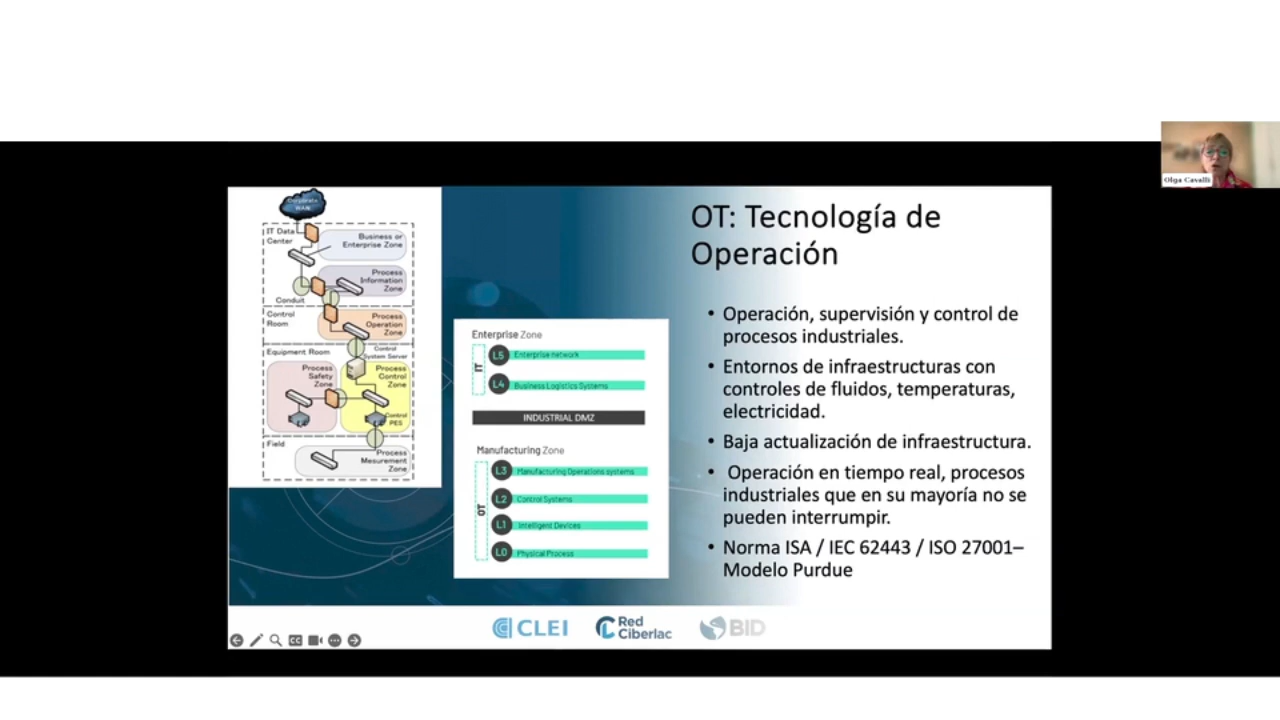 Corporate
WAN
IT Data
Center
Business or
Enterprise Zone
Process
Information
Zone
Conduit
Control
Room
Process
Operation
Zone
Equipment Room
Control
System Server
Process
Safety
Zone
Process
Control
Zone
Control
PES
Field
Process
Mesurement
Zone
Enterprise Zone
IT
L5 Enterprise network
L4 Business Logistics Systems
INDUSTRIAL DMZ
Manufacturing Zone
OT
L3 Manufacturing Operations systems
L2 Control Systems
L1 Intelligent Devices
L0 Physical Process
OT: Tecnología de
Operación
• Operación, supervisión y control de
procesos industriales.
• Entornos de infraestructuras con
controles de fluidos, temperaturas,
electricidad.
• Baja actualización de infraestructura.
• Operación en tiempo real, procesos
industriales que en su mayoría no se
pueden interrumpir.
• Norma ISA / IEC 62443 / ISO 27001–
Modelo Purdue
CLEI
Red
Ciberlac
BID
CC
Olga Cavalli